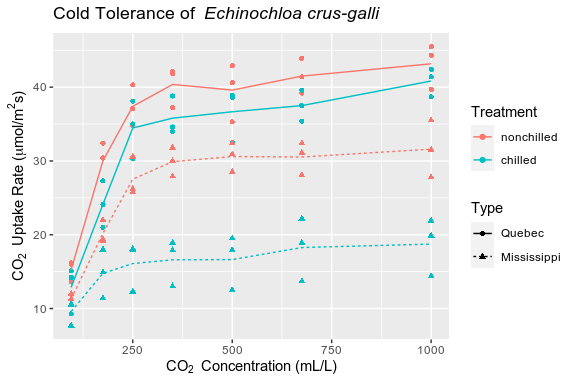 Cold Tolerance of Echinochloa crus-galli
CO₂ Uptake Rate (μmol/m²s)
40
30
20
10
250
500
750
1000
CO₂ Concentration (mL/L)
Treatment
nonchilled
chilled
Type
Quebec
Mississippi